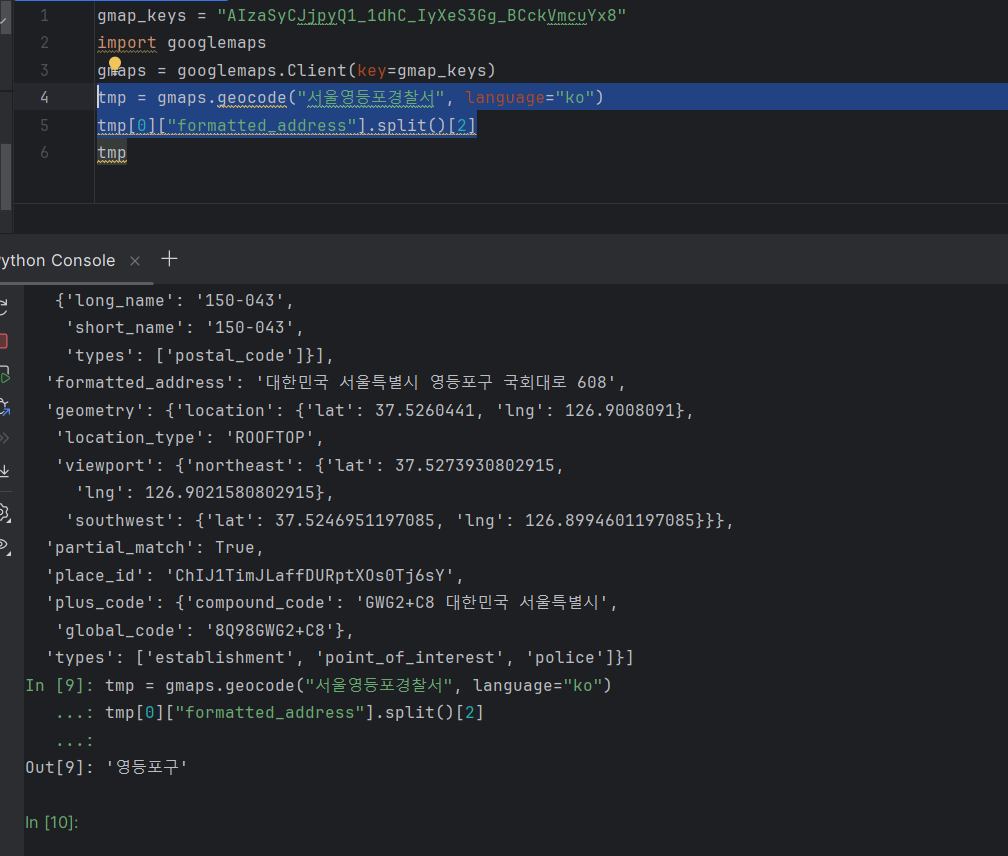 1 gmap_keys = "AIzaSyCJjpyQ1_1dhC_IyXeS3Gg_BCckVmcuYx8"
2 import googlemaps
3 gmaps = googlemaps.Client(key=gmap_keys)
4 tmp = gmaps.geocode("서울영등포경찰서", language="ko")
5 tmp[0]["formatted_address"].split()[2]
6 tmp
ython Console × +
{'long_name': '150-043',
'short_name': '150-043',
'types': ['postal_code']}],
'formatted_address': '대한민국 서울특별시 영등포구 국회대로 608',
'geometry': {'location': {'lat': 37.5260441, 'lng': 126.9008091},
'location_type': 'ROOFTOP',
'viewport': {'northeast': {'lat': 37.5273930802915,
'lng': 126.9021580802915},
'southwest': {'lat': 37.5246951197085, 'lng': 126.8994601197085}}},
'partial_match': True,
'place_id': 'ChIJ1TimJLaffDURptXOs0Tj6sY',
'plus_code': {'compound_code': 'GWG2+C8 대한민국 서울특별시',
'global_code': '8Q98GWG2+C8'},
'types': ['establishment', 'point_of_interest', 'police']}]
In [9]: tmp = gmaps.geocode("서울영등포경찰서", language="ko")
...: tmp[0]["formatted_address"].split()[2]
...:
Out[9]: '영등포구'
In [10]: